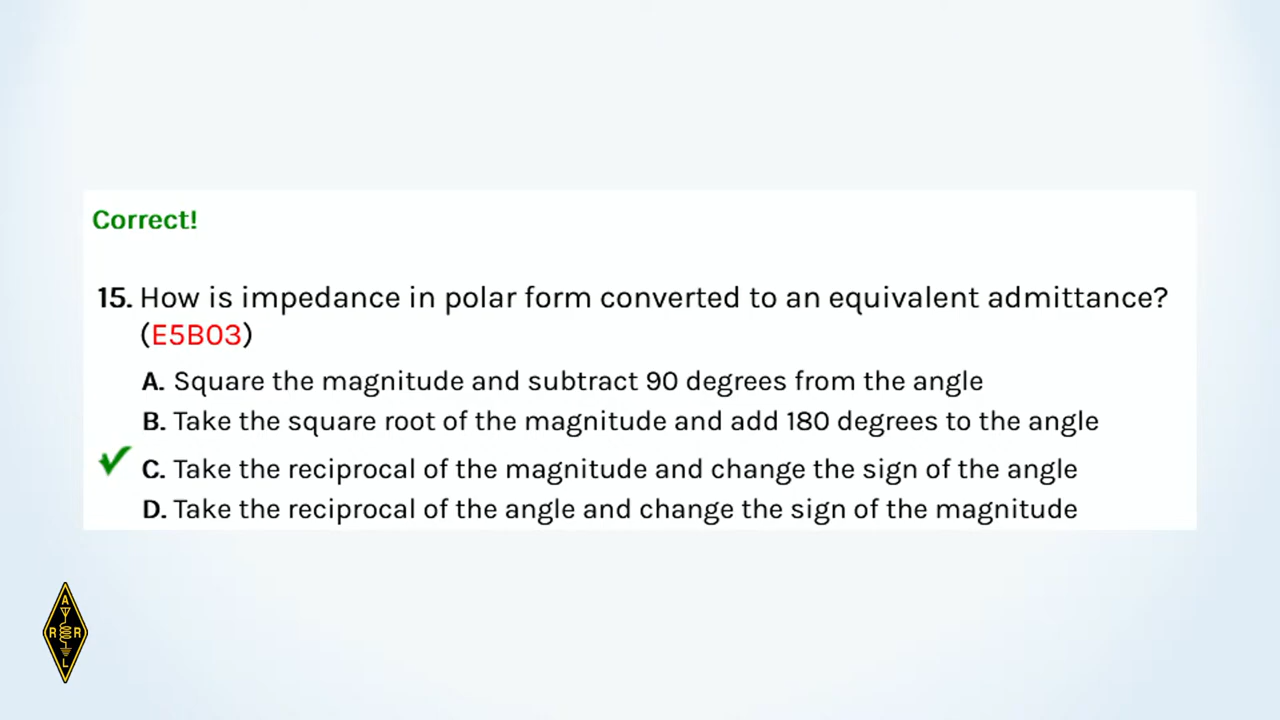 Correct!
15. How is impedance in polar form converted to an equivalent admittance?
(E5B03)
A. Square the magnitude and subtract 90 degrees from the angle
B. Take the square root of the magnitude and add 180 degrees to the angle
C. Take the reciprocal of the magnitude and change the sign of the angle
D. Take the reciprocal of the angle and change the sign of the magnitude
A
R R
L